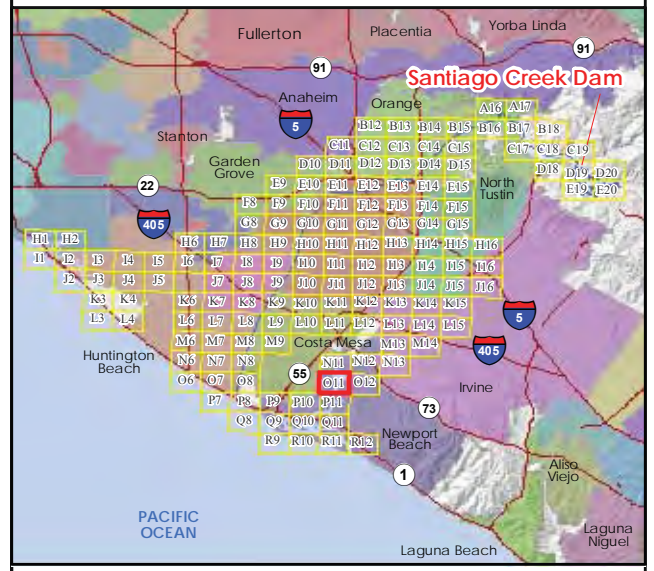 Yorba Linda
Fullerton
Placentia
91
91
Santiago Creek Dam
Anaheim
Orange
A16 A17
5
B12 B13 B14 B15 B16 B17 B18
Stanton
C11 C12 C13 C14 C15 C17 C18 C19
Garden
Grove
D10 D11 D12 D13 D14 D15 D18 D19 D20
22
E9 E10 E11 E12 E13 E14 E15 E19 E20
North
Tustin
F8 F9 F10 F11 F12 F13 F14 F15
405
G8 G9 G10 G11 G12 G13 G14 G15
H1 H2 H6 H7 H8 H9 H10 H11 H12 H13 H14 H15 H16
I1 I2 I3 I4 I5 I6 I7 I8 I9 I10 I11 I12 I13 I14 I15 I16
J2 J3 J4 J5 J7 J8 J9 J10 J11 J12 J13 J14 J15 J16
K3 K4 K6 K7 K8 K9 K10 K11 K12 K13 K14 K15
5
L3 L4 L6 L7 L8 L9 L10 L11 L12 L13 L14 L15
M6 M7 M8 M9 Costa Mesa M13 M14
405
Huntington
Beach
N6 N7 N8 N11 N12 N13
55
O6 O7 O8 O11 O12
Irvine
P7 P8 P9 P10 P11
73
Q8 Q9 Q10 Q11
Newport
Beach
R9 R10 R11 R12
1
Aliso
Viejo
PACIFIC
OCEAN
Laguna
Niguel
Laguna Beach